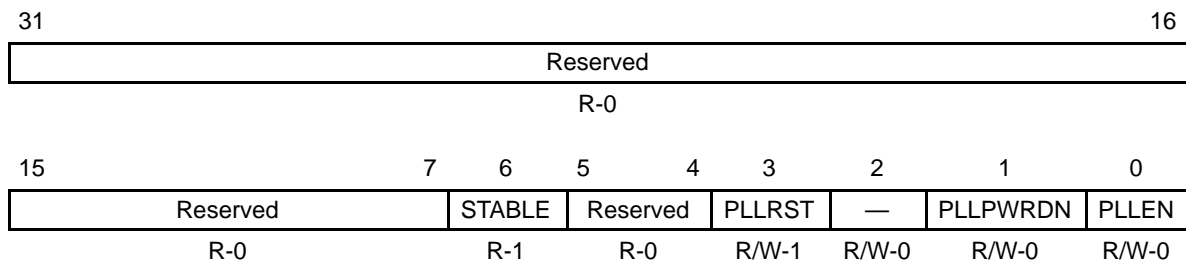 31 16
Reserved
R-0
15 7 6 5 4 3 2 1 0
Reserved STABLE Reserved PLLRST — PLLPWRDN PLLEN
R-0 R-1 R-0 R/W-1 R/W-0 R/W-0 R/W-0